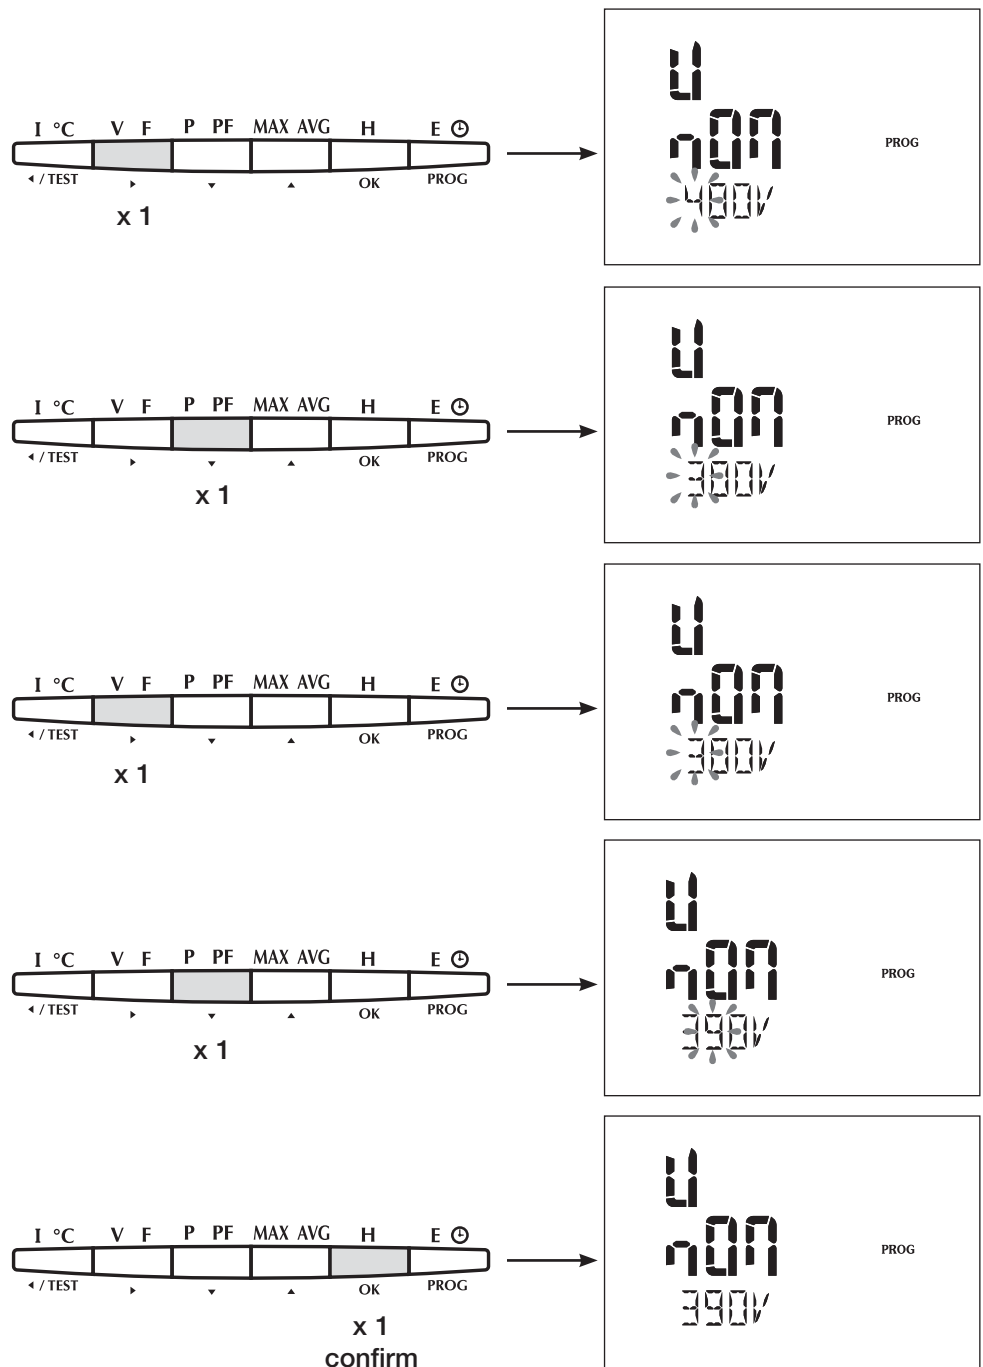 I °C V F P PF MAX AVG H E
◂ / TEST ▸ ▾ ▴ OK PROG
x 1
U
nOM
400V
PROG
I °C V F P PF MAX AVG H E
◂ / TEST ▸ ▾ ▴ OK PROG
x 1
U
nOM
300V
PROG
I °C V F P PF MAX AVG H E
◂ / TEST ▸ ▾ ▴ OK PROG
x 1
U
nOM
300V
PROG
I °C V F P PF MAX AVG H E
◂ / TEST ▸ ▾ ▴ OK PROG
x 1
U
nOM
390V
PROG
I °C V F P PF MAX AVG H E
◂ / TEST ▸ ▾ ▴ OK PROG
x 1
confirm
U
nOM
390V
PROG